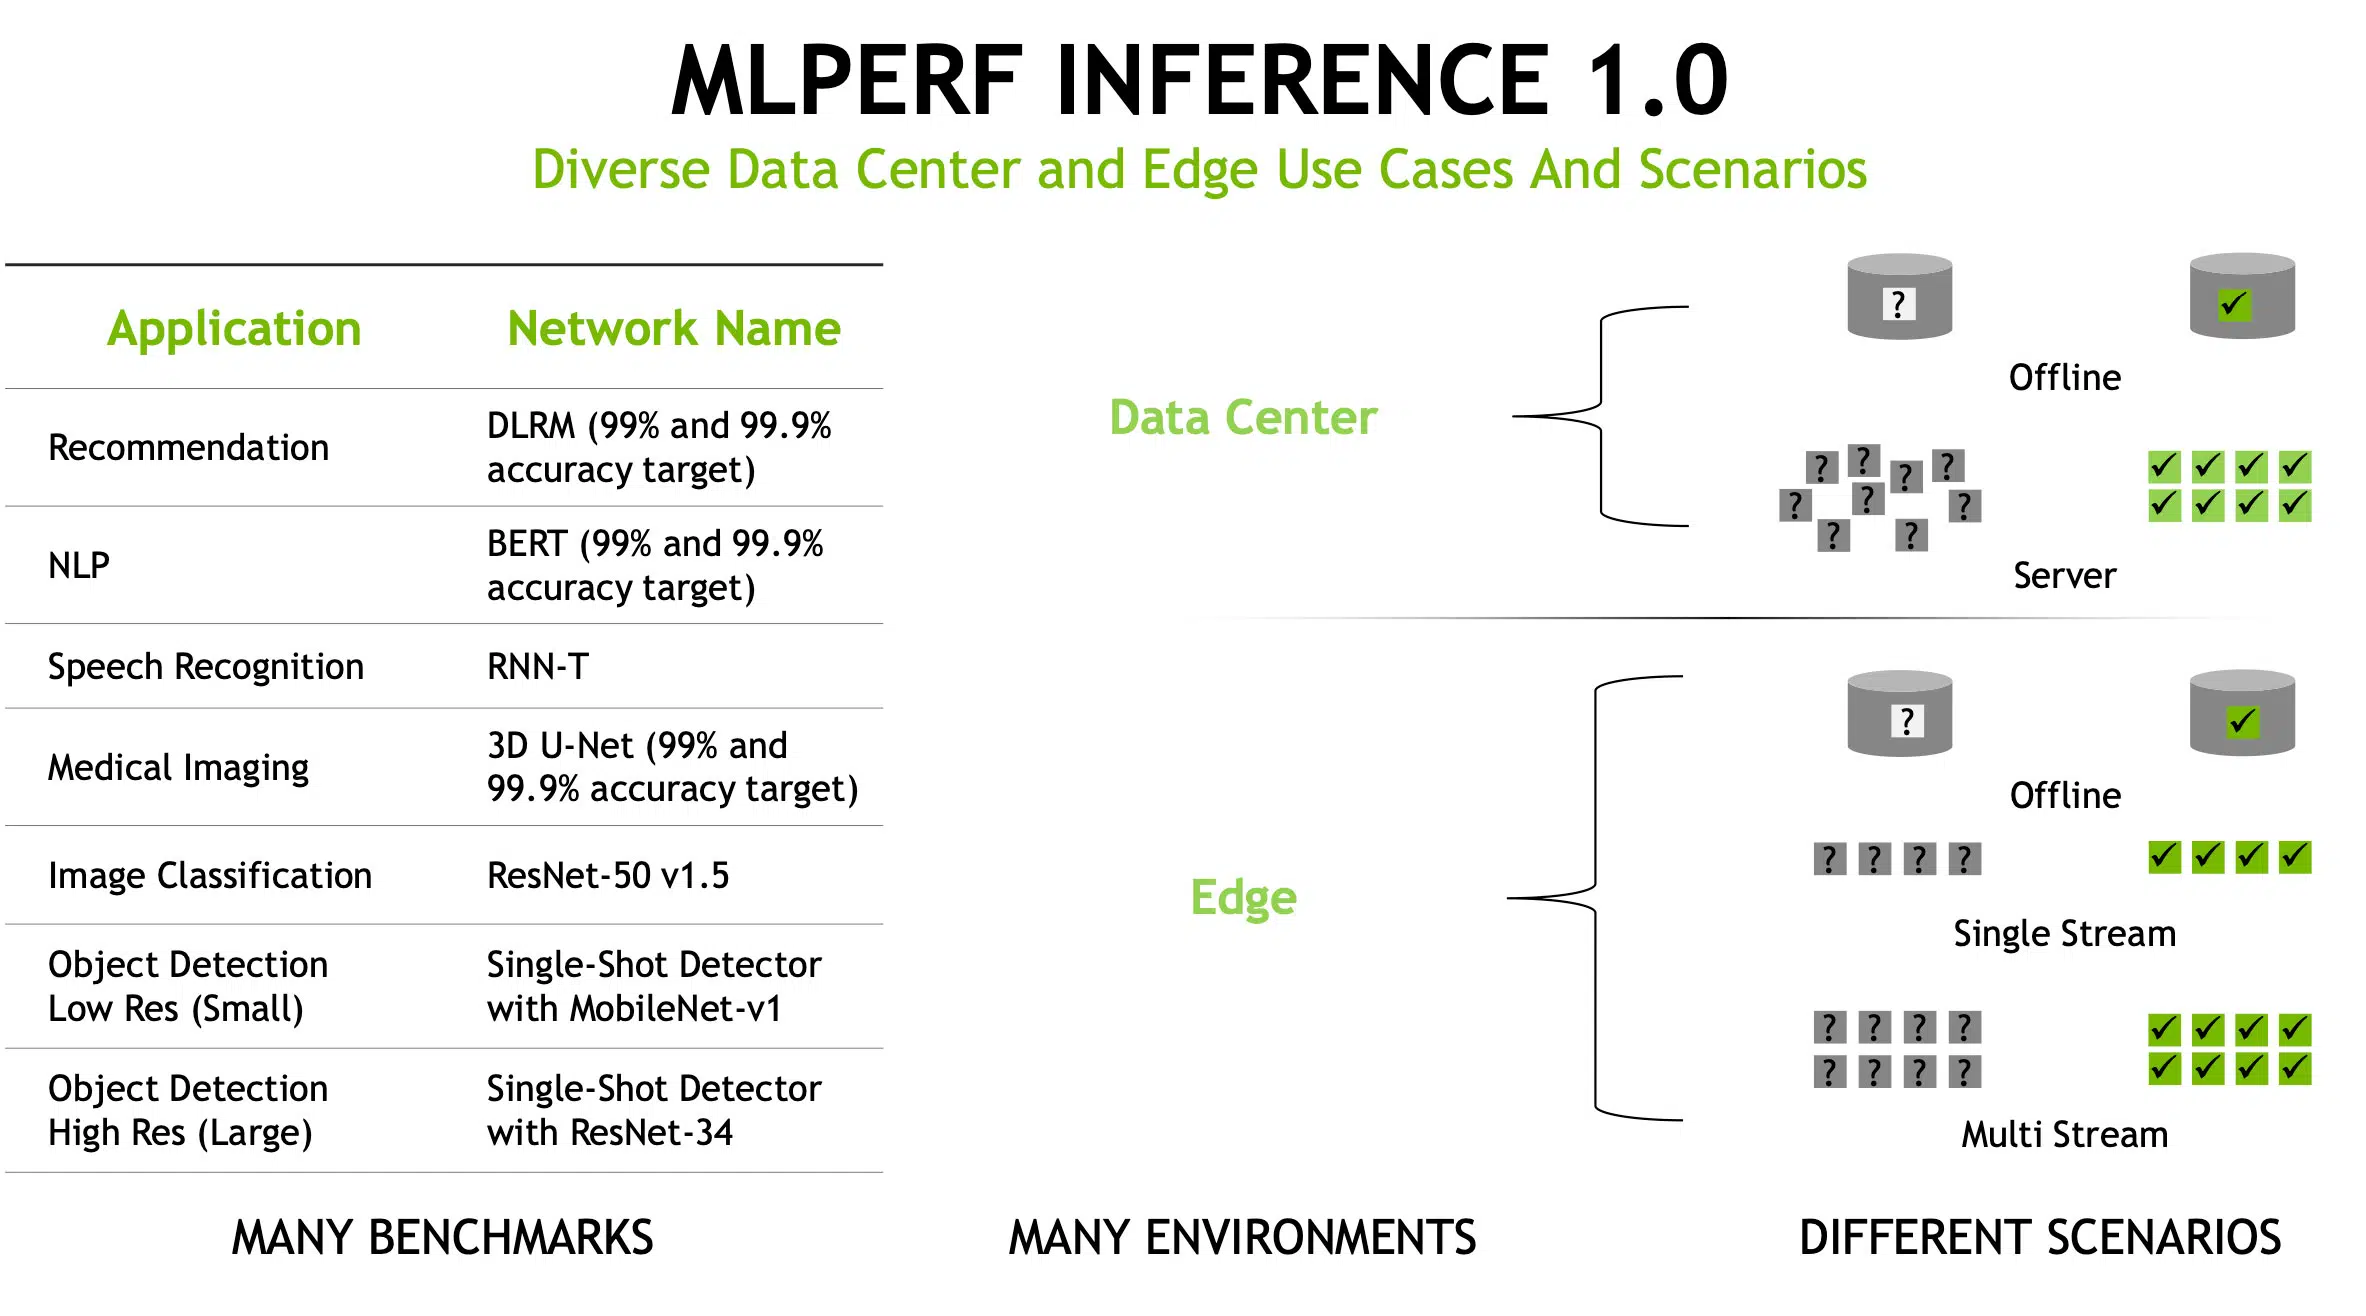 MLPERF INFERENCE 1.0
Diverse Data Center and Edge Use Cases And Scenarios
Application Network Name
Recommendation
DLRM (99% and 99.9%
accuracy target)
NLP
BERT (99% and 99.9%
accuracy target)
Speech Recognition
RNN-T
Medical Imaging
3D U-Net (99% and
99.9% accuracy target)
Image Classification
ResNet-50 v1.5
Object Detection
Low Res (Small)
Single-Shot Detector
with MobileNet-v1
Object Detection
High Res (Large)
Single-Shot Detector
with ResNet-34
MANY BENCHMARKS
Data Center
Edge
MANY ENVIRONMENTS
? ✓
Offline
? ? ? ? ? ? ? ? ? ✓ ✓ ✓ ✓
✓ ✓ ✓ ✓
Server
? ✓
Offline
? ? ? ? ✓ ✓ ✓ ✓
Single Stream
? ? ? ? ✓ ✓ ✓ ✓
? ? ? ? ✓ ✓ ✓ ✓
Multi Stream
DIFFERENT SCENARIOS